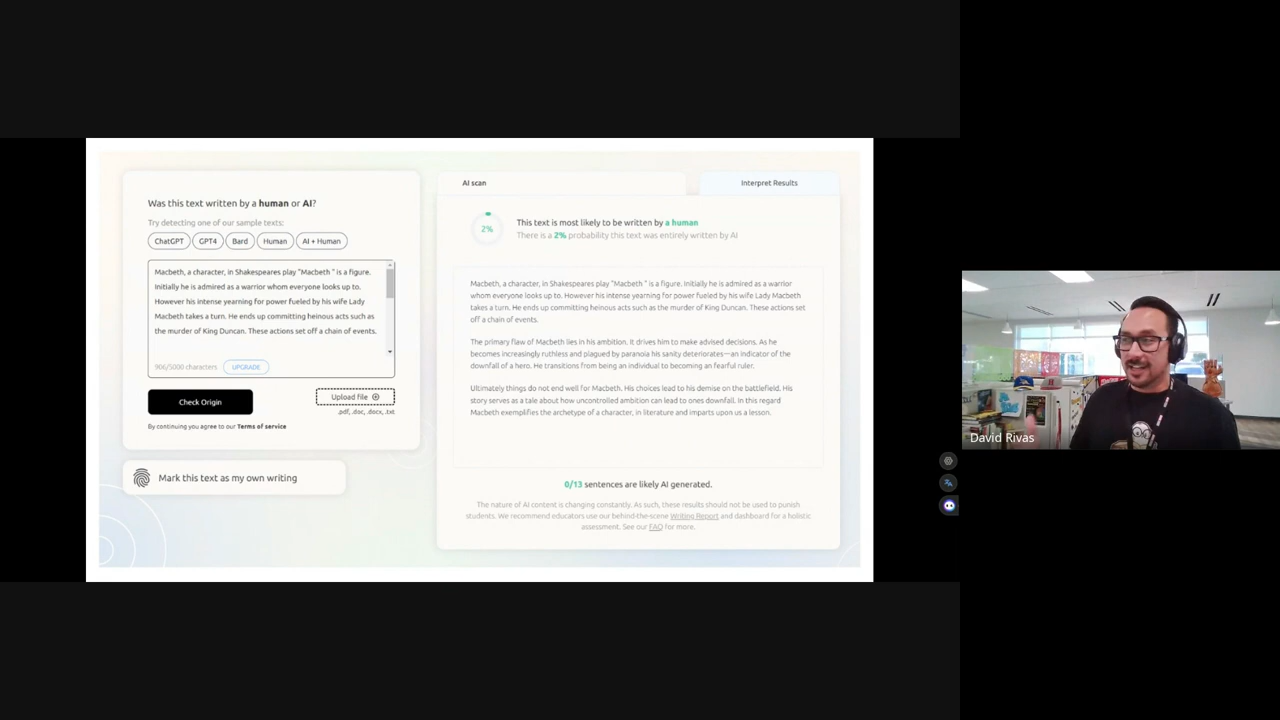 Was this text written by a human or AI?
Try detecting one of our sample texts:
ChatGPT
GPT4
Bard
Human
AI + Human
Macbeth, a character, in Shakespeares play "Macbeth " is a figure.
Initially he is admired as a warrior whom everyone looks up to.
However his intense yearning for power fueled by his wife Lady
Macbeth takes a turn. He ends up committing heinous acts such as
the murder of King Duncan. These actions set off a chain of events.
906/5000 characters
UPGRADE
Check Origin
Upload file
.pdf, .doc, .docx, .txt
By continuing you agree to our Terms of service
Mark this text as my own writing
AI scan
Interpret Results
2%
This text is most likely to be written by a human
There is a 2% probability this text was entirely written by AI
Macbeth, a character, in Shakespeares play "Macbeth " is a figure. Initially he is admired as a warrior
whom everyone looks up to. However his intense yearning for power fueled by his wife Lady Macbeth
takes a turn. He ends up committing heinous acts such as the murder of King Duncan. These actions set
off a chain of events.
The primary flaw of Macbeth lies in his ambition. It drives him to make advised decisions. As he
becomes increasingly ruthless and plagued by paranoia his sanity deteriorates—an indicator of the
downfall of a hero. He transitions from being an individual to becoming an fearful ruler.
Ultimately things do not end well for Macbeth. His choices lead to his demise on the battlefield. His
story serves as a tale about how uncontrolled ambition can lead to ones downfall. In this regard
Macbeth exemplifies the archetype of a character, in literature and imparts upon us a lesson.
0/13 sentences are likely AI generated.
The nature of AI content is changing constantly. As such, these results should not be used to punish
students. We recommend educators use our behind-the-scene Writing Report and dashboard for a holistic
assessment. See our FAQ for more.
David Rivas